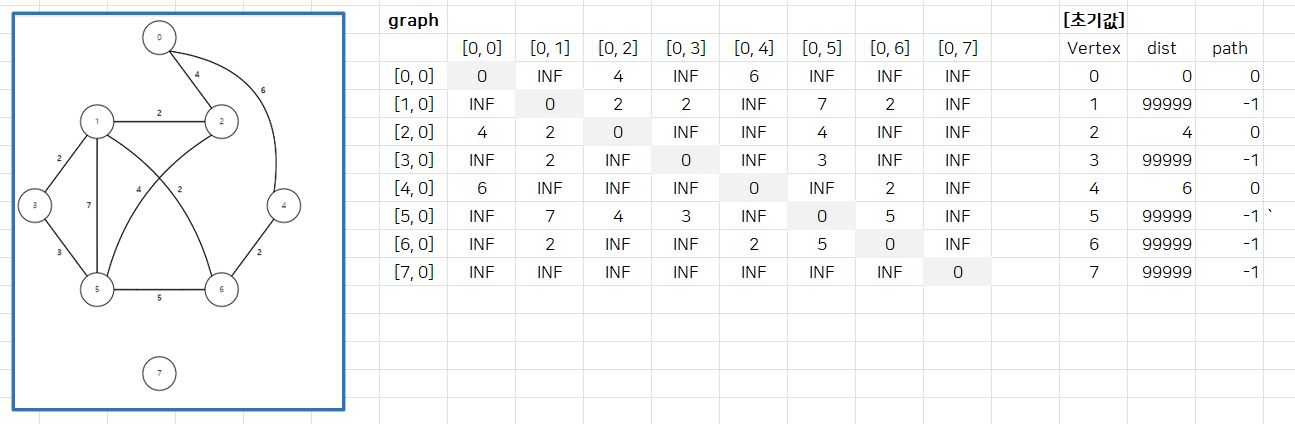 0
4
6
1
2
2
2
4
2
3
7
4
3
2
5
5
6
7
graph
[0, 0] [0, 1] [0, 2] [0, 3] [0, 4] [0, 5] [0, 6] [0, 7]
[0, 0] 0 INF 4 INF 6 INF INF INF
[1, 0] INF 0 2 2 INF 7 2 INF
[2, 0] 4 2 0 INF INF 4 INF INF
[3, 0] INF 2 INF 0 INF 3 INF INF
[4, 0] 6 INF INF INF 0 INF 2 INF
[5, 0] INF 7 4 3 INF 0 5 INF
[6, 0] INF 2 INF INF 2 5 0 INF
[7, 0] INF INF INF INF INF INF INF 0
[초기값]
Vertex dist path
0 0 0
1 99999 -1
2 4 0
3 99999 -1
4 6 0
5 99999 -1 `
6 99999 -1
7 99999 -1